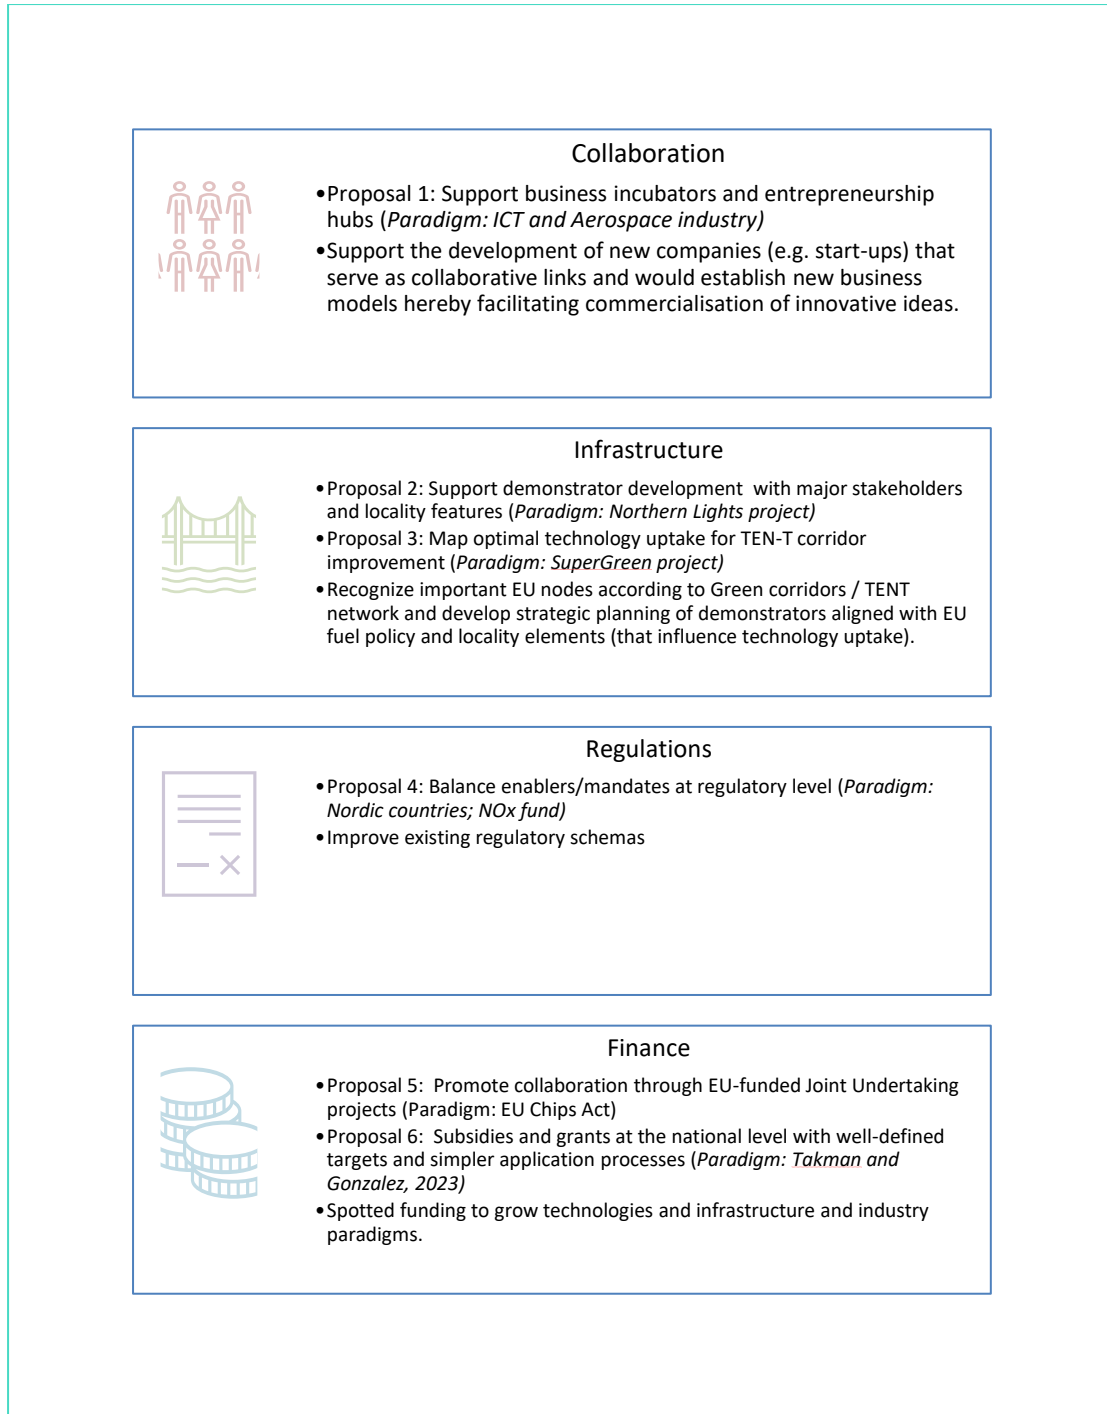 Collaboration
•Proposal 1: Support business incubators and entrepreneurship
hubs (Paradigm: ICT and Aerospace industry)
•Support the development of new companies (e.g. start-ups) that
serve as collaborative links and would establish new business
models hereby facilitating commercialisation of innovative ideas.
Infrastructure
•Proposal 2: Support demonstrator development  with major stakeholders
and locality features (Paradigm: Northern Lights project)
•Proposal 3: Map optimal technology uptake for TEN-T corridor
improvement (Paradigm: SuperGreen project)
•Recognize important EU nodes according to Green corridors / TENT
network and develop strategic planning of demonstrators aligned with EU
fuel policy and locality elements (that influence technology uptake).
Regulations
•Proposal 4: Balance enablers/mandates at regulatory level (Paradigm:
Nordic countries; NOx fund)
•Improve existing regulatory schemas
Finance
•Proposal 5:  Promote collaboration through EU-funded Joint Undertaking
projects (Paradigm: EU Chips Act)
•Proposal 6:  Subsidies and grants at the national level with well-defined
targets and simpler application processes (Paradigm: Takman and
Gonzalez, 2023)
•Spotted funding to grow technologies and infrastructure and industry
paradigms.